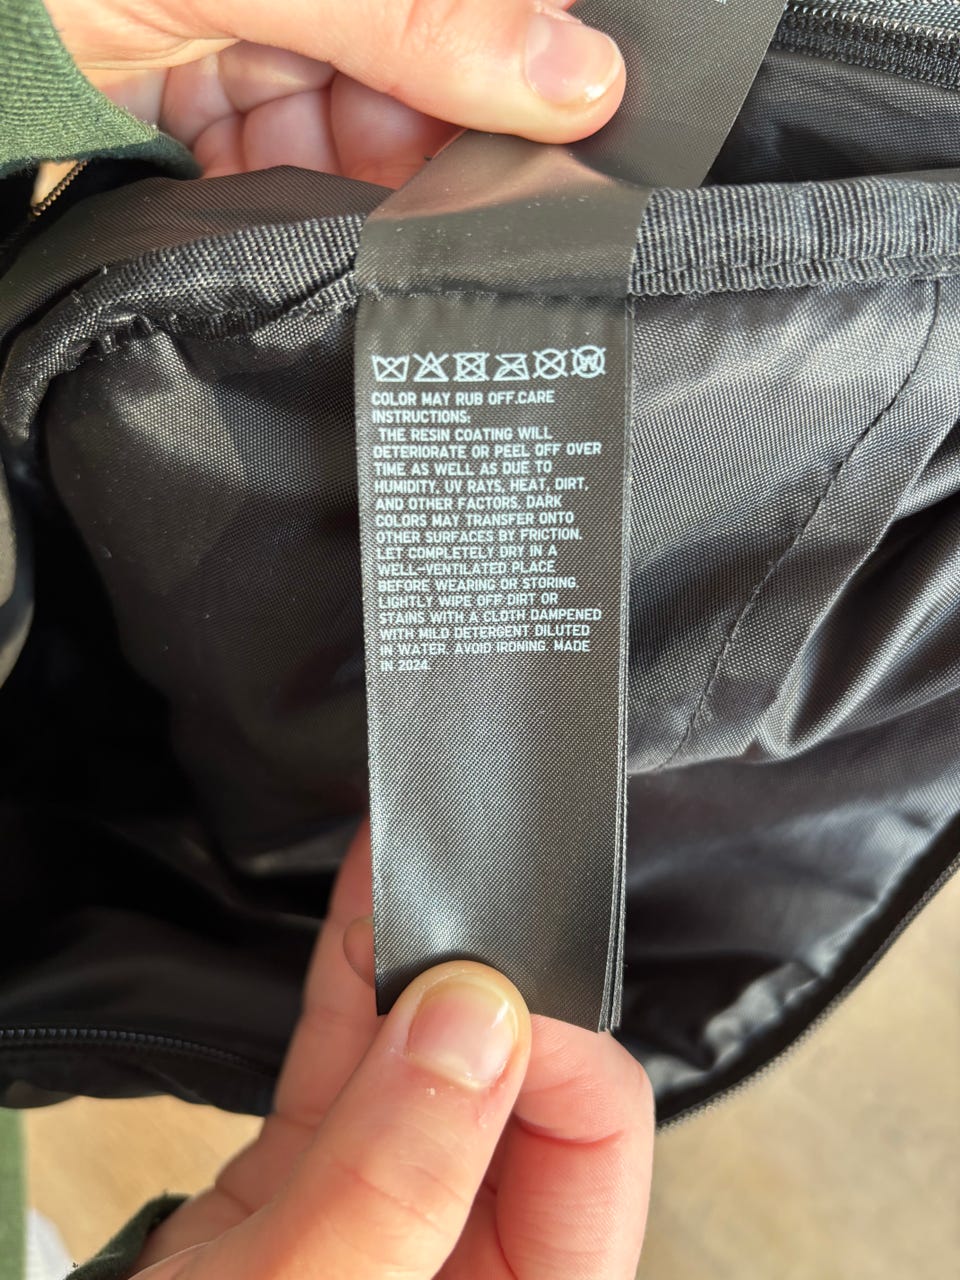 COLOR MAY RUB OFF.CARE
INSTRUCTIONS:
THE RESIN COATING WILL
DETERIORATE OR PEEL OFF OVER
TIME AS WELL AS DUE TO
HUMIDITY, UV RAYS, HEAT, DIRT,
AND OTHER FACTORS. DARK
COLORS MAY TRANSFER ONTO
OTHER SURFACES BY FRICTION.
LET COMPLETELY DRY IN A
WELL-VENTILATED PLACE
BEFORE WEARING OR STORING.
LIGHTLY WIPE OFF DIRT OR
STAINS WITH A CLOTH DAMPENED
WITH MILD DETERGENT DILUTED
IN WATER. AVOID IRONING. MADE
IN 2024.